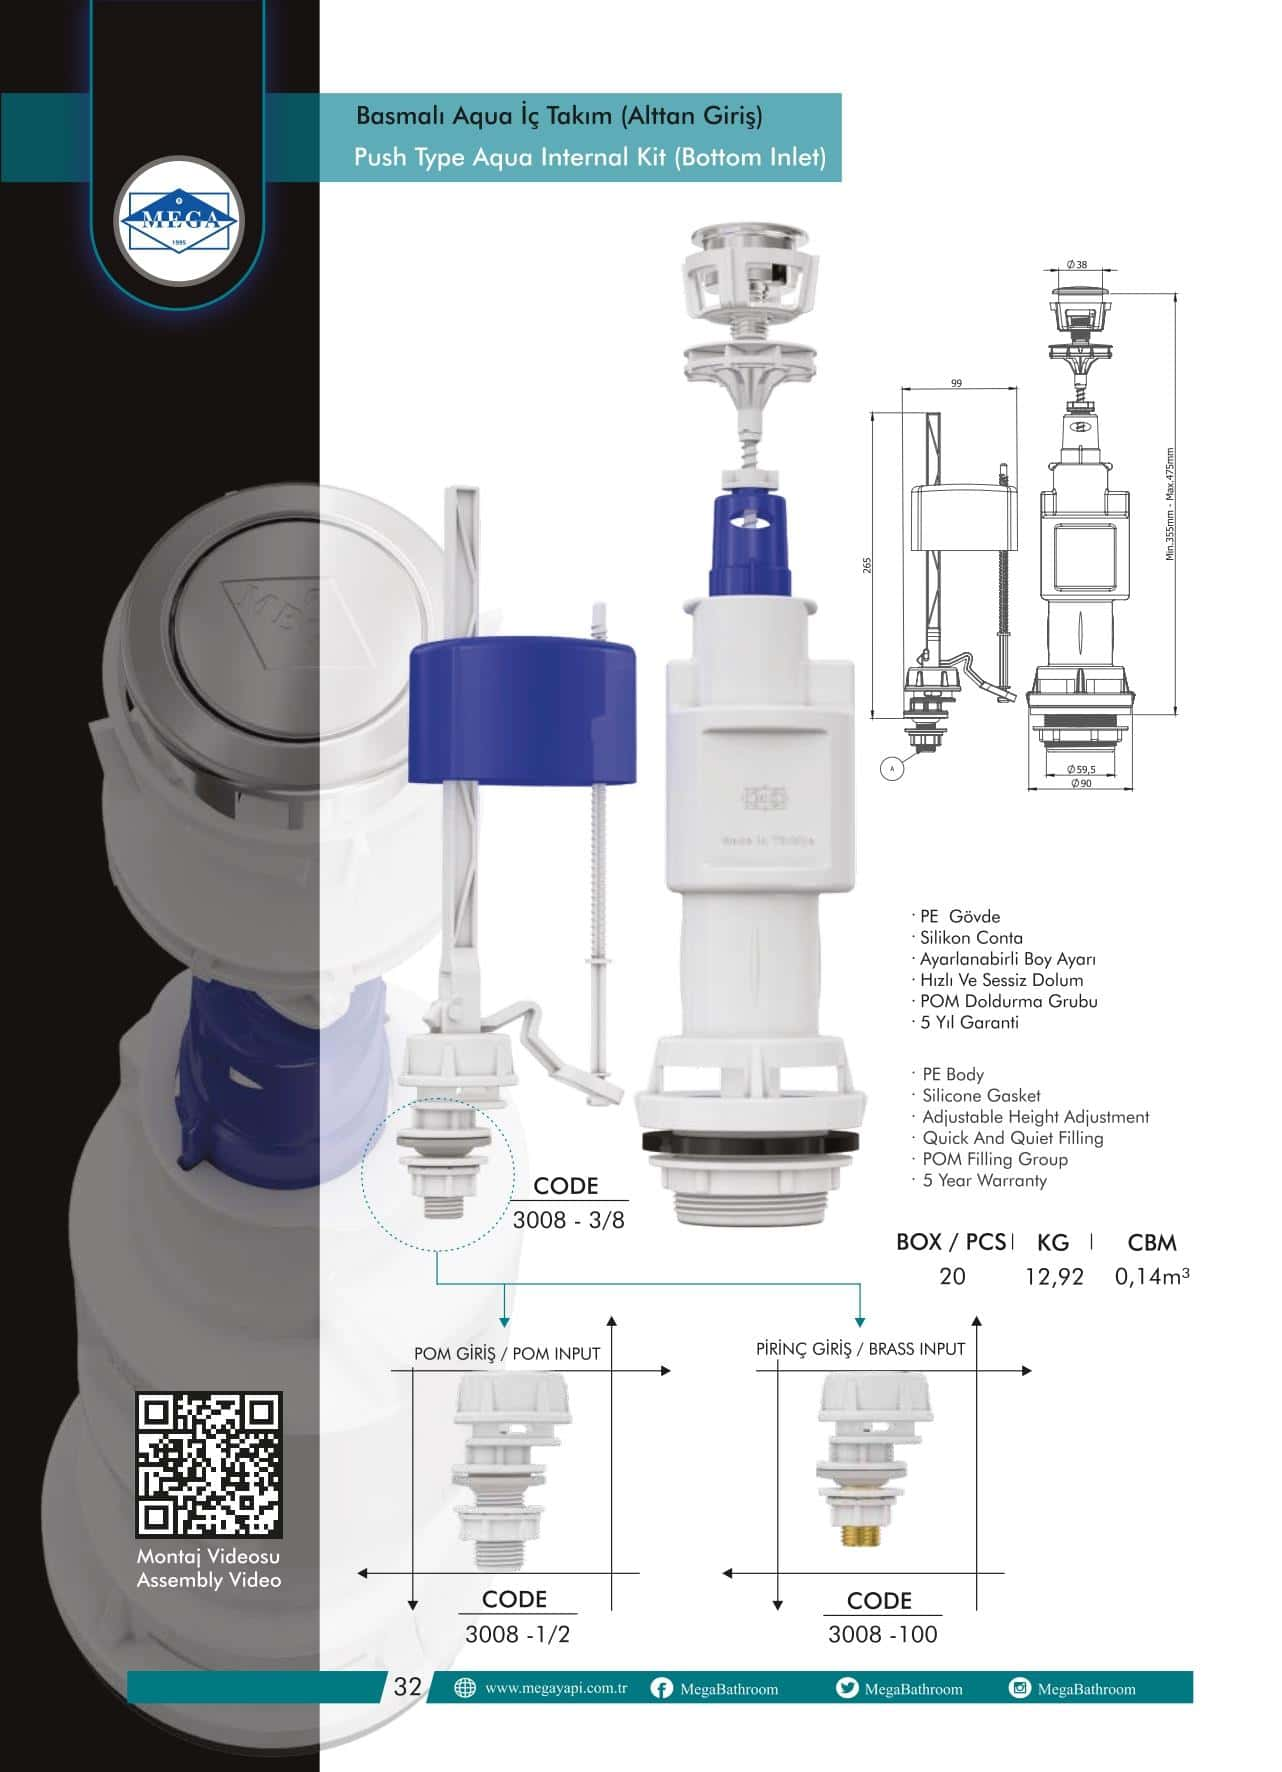 Basmalı Aqua İç Takım (Alttan Giriş)
Push Type Aqua Internal Kit (Bottom Inlet)
MEGA
1995
Ø38
99
265
Min.355mm - Max.475mm
A
Ø59,5
Ø90
Made in Türkiye
· PE Gövde
· Silikon Conta
· Ayarlanabirli Boy Ayarı
· Hızlı Ve Sessiz Dolum
· POM Doldurma Grubu
· 5 Yıl Garanti
· PE Body
· Silicone Gasket
· Adjustable Height Adjustment
· Quick And Quiet Filling
· POM Filling Group
· 5 Year Warranty
CODE
3008 - 3/8
BOX / PCS | KG | CBM
20 12,92 0,14m³
POM GİRİŞ / POM INPUT
PİRİNÇ GİRİŞ / BRASS INPUT
CODE
3008 -1/2
CODE
3008 -100
Montaj Videosu
Assembly Video
32 www.megayapi.com.tr MegaBathroom MegaBathroom MegaBathroom